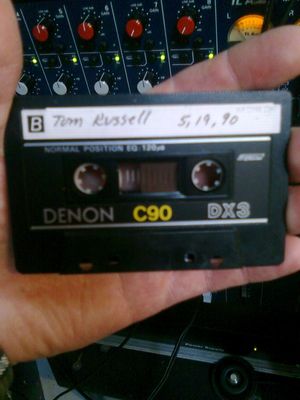 B Tom Russell 5, 19, 90
NORMAL POSITION EQ: 120μs
DENON C90 DX3